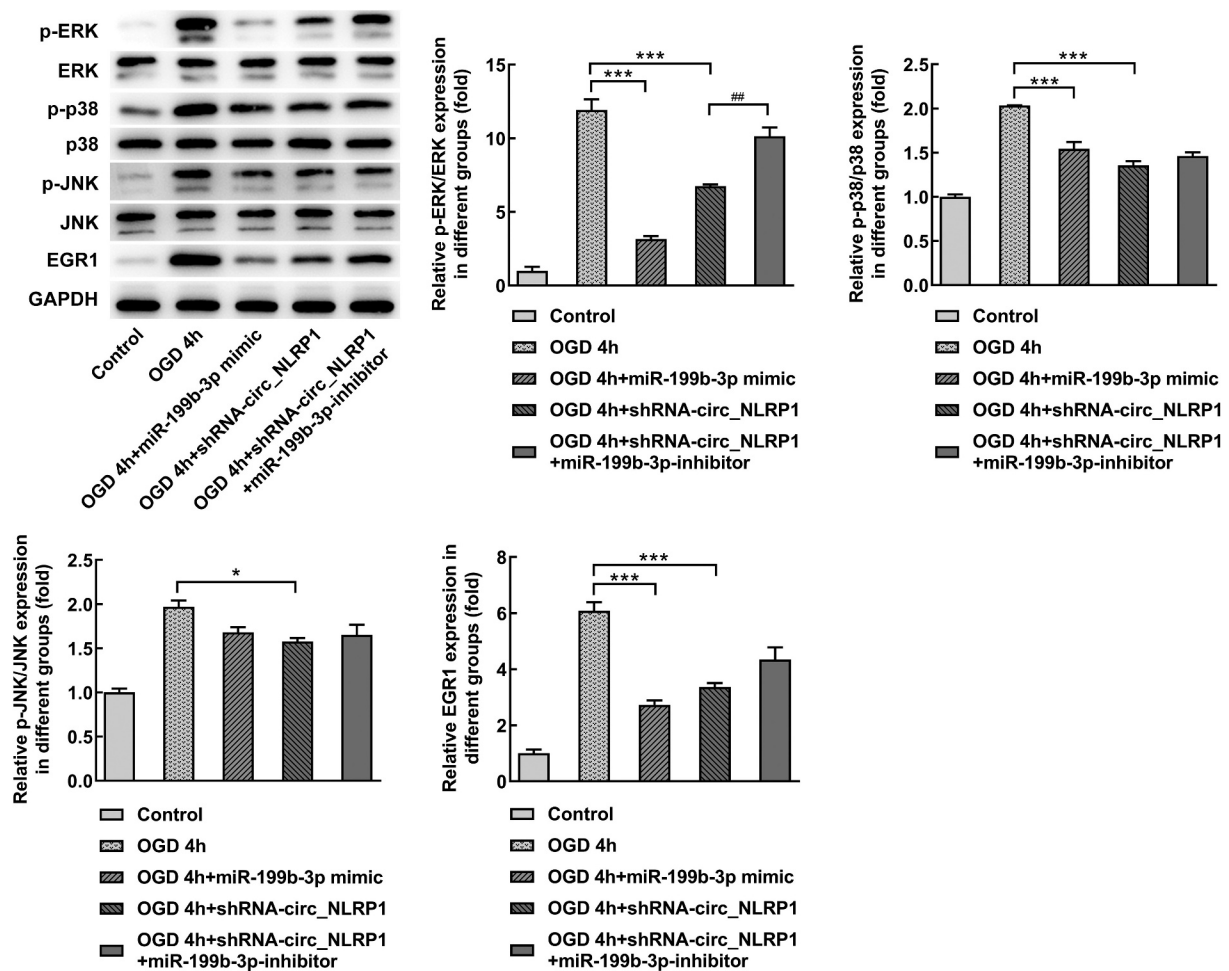 p-ERK
ERK
p-p38
p38
p-JNK
JNK
EGR1
GAPDH
Control
OGD 4h
OGD 4h+miR-199b-3p mimic
OGD 4h+shRNA-circ_NLRP1
OGD 4h+shRNA-circ_NLRP1
+miR-199b-3p-inhibitor
Relative p-ERK/ERK expression
in different groups (fold)
15
10
5
0
***
***
##
Control
OGD 4h
OGD 4h+miR-199b-3p mimic
OGD 4h+shRNA-circ_NLRP1
OGD 4h+shRNA-circ_NLRP1
+miR-199b-3p-inhibitor
Relative p-p38/p38 expression
in different groups (fold)
2.5
2.0
1.5
1.0
0.5
0.0
***
***
Control
OGD 4h
OGD 4h+miR-199b-3p mimic
OGD 4h+shRNA-circ_NLRP1
OGD 4h+shRNA-circ_NLRP1
+miR-199b-3p-inhibitor
Relative p-JNK/JNK expression
in different groups (fold)
2.5
2.0
1.5
1.0
0.5
0.0
*
Control
OGD 4h
OGD 4h+miR-199b-3p mimic
OGD 4h+shRNA-circ_NLRP1
OGD 4h+shRNA-circ_NLRP1
+miR-199b-3p-inhibitor
Relative EGR1 expression in
different groups (fold)
8
6
4
2
0
***
***
Control
OGD 4h
OGD 4h+miR-199b-3p mimic
OGD 4h+shRNA-circ_NLRP1
OGD 4h+shRNA-circ_NLRP1
+miR-199b-3p-inhibitor